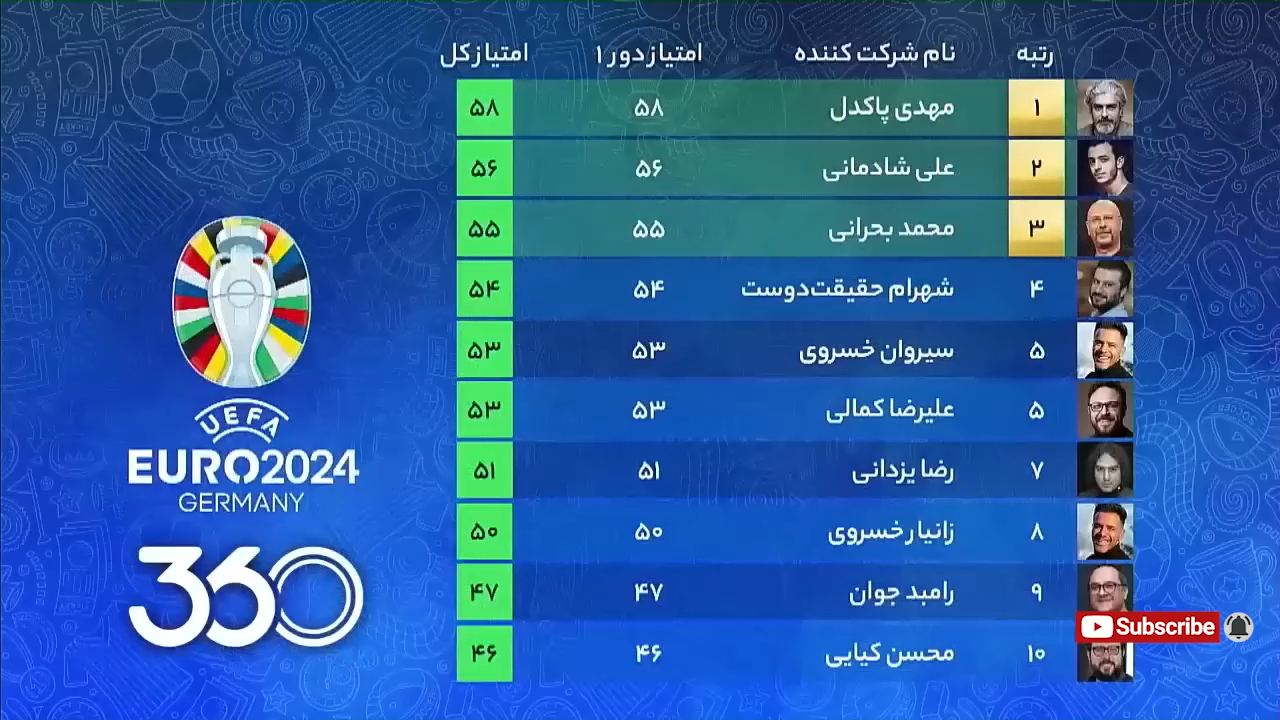 رتبه نام شرکت کننده امتیاز دور ۱ امتیاز کل
۱ مهدی پاکدل ۵۸ ۵۸
۲ علی شادمانی ۵۶ ۵۶
۳ محمد بحرانی ۵۵ ۵۵
۴ شهرام حقیقت‌دوست ۵۴ ۵۴
۵ سیروان خسروی ۵۳ ۵۳
۵ علیرضا کمالی ۵۳ ۵۳
۷ رضا یزدانی ۵۱ ۵۱
۸ زانیار خسروی ۵۰ ۵۰
۹ رامبد جوان ۴۷ ۴۷
۱۰ محسن کیایی ۴۶ ۴۶
UEFA
EURO2024
GERMANY
360
Subscribe